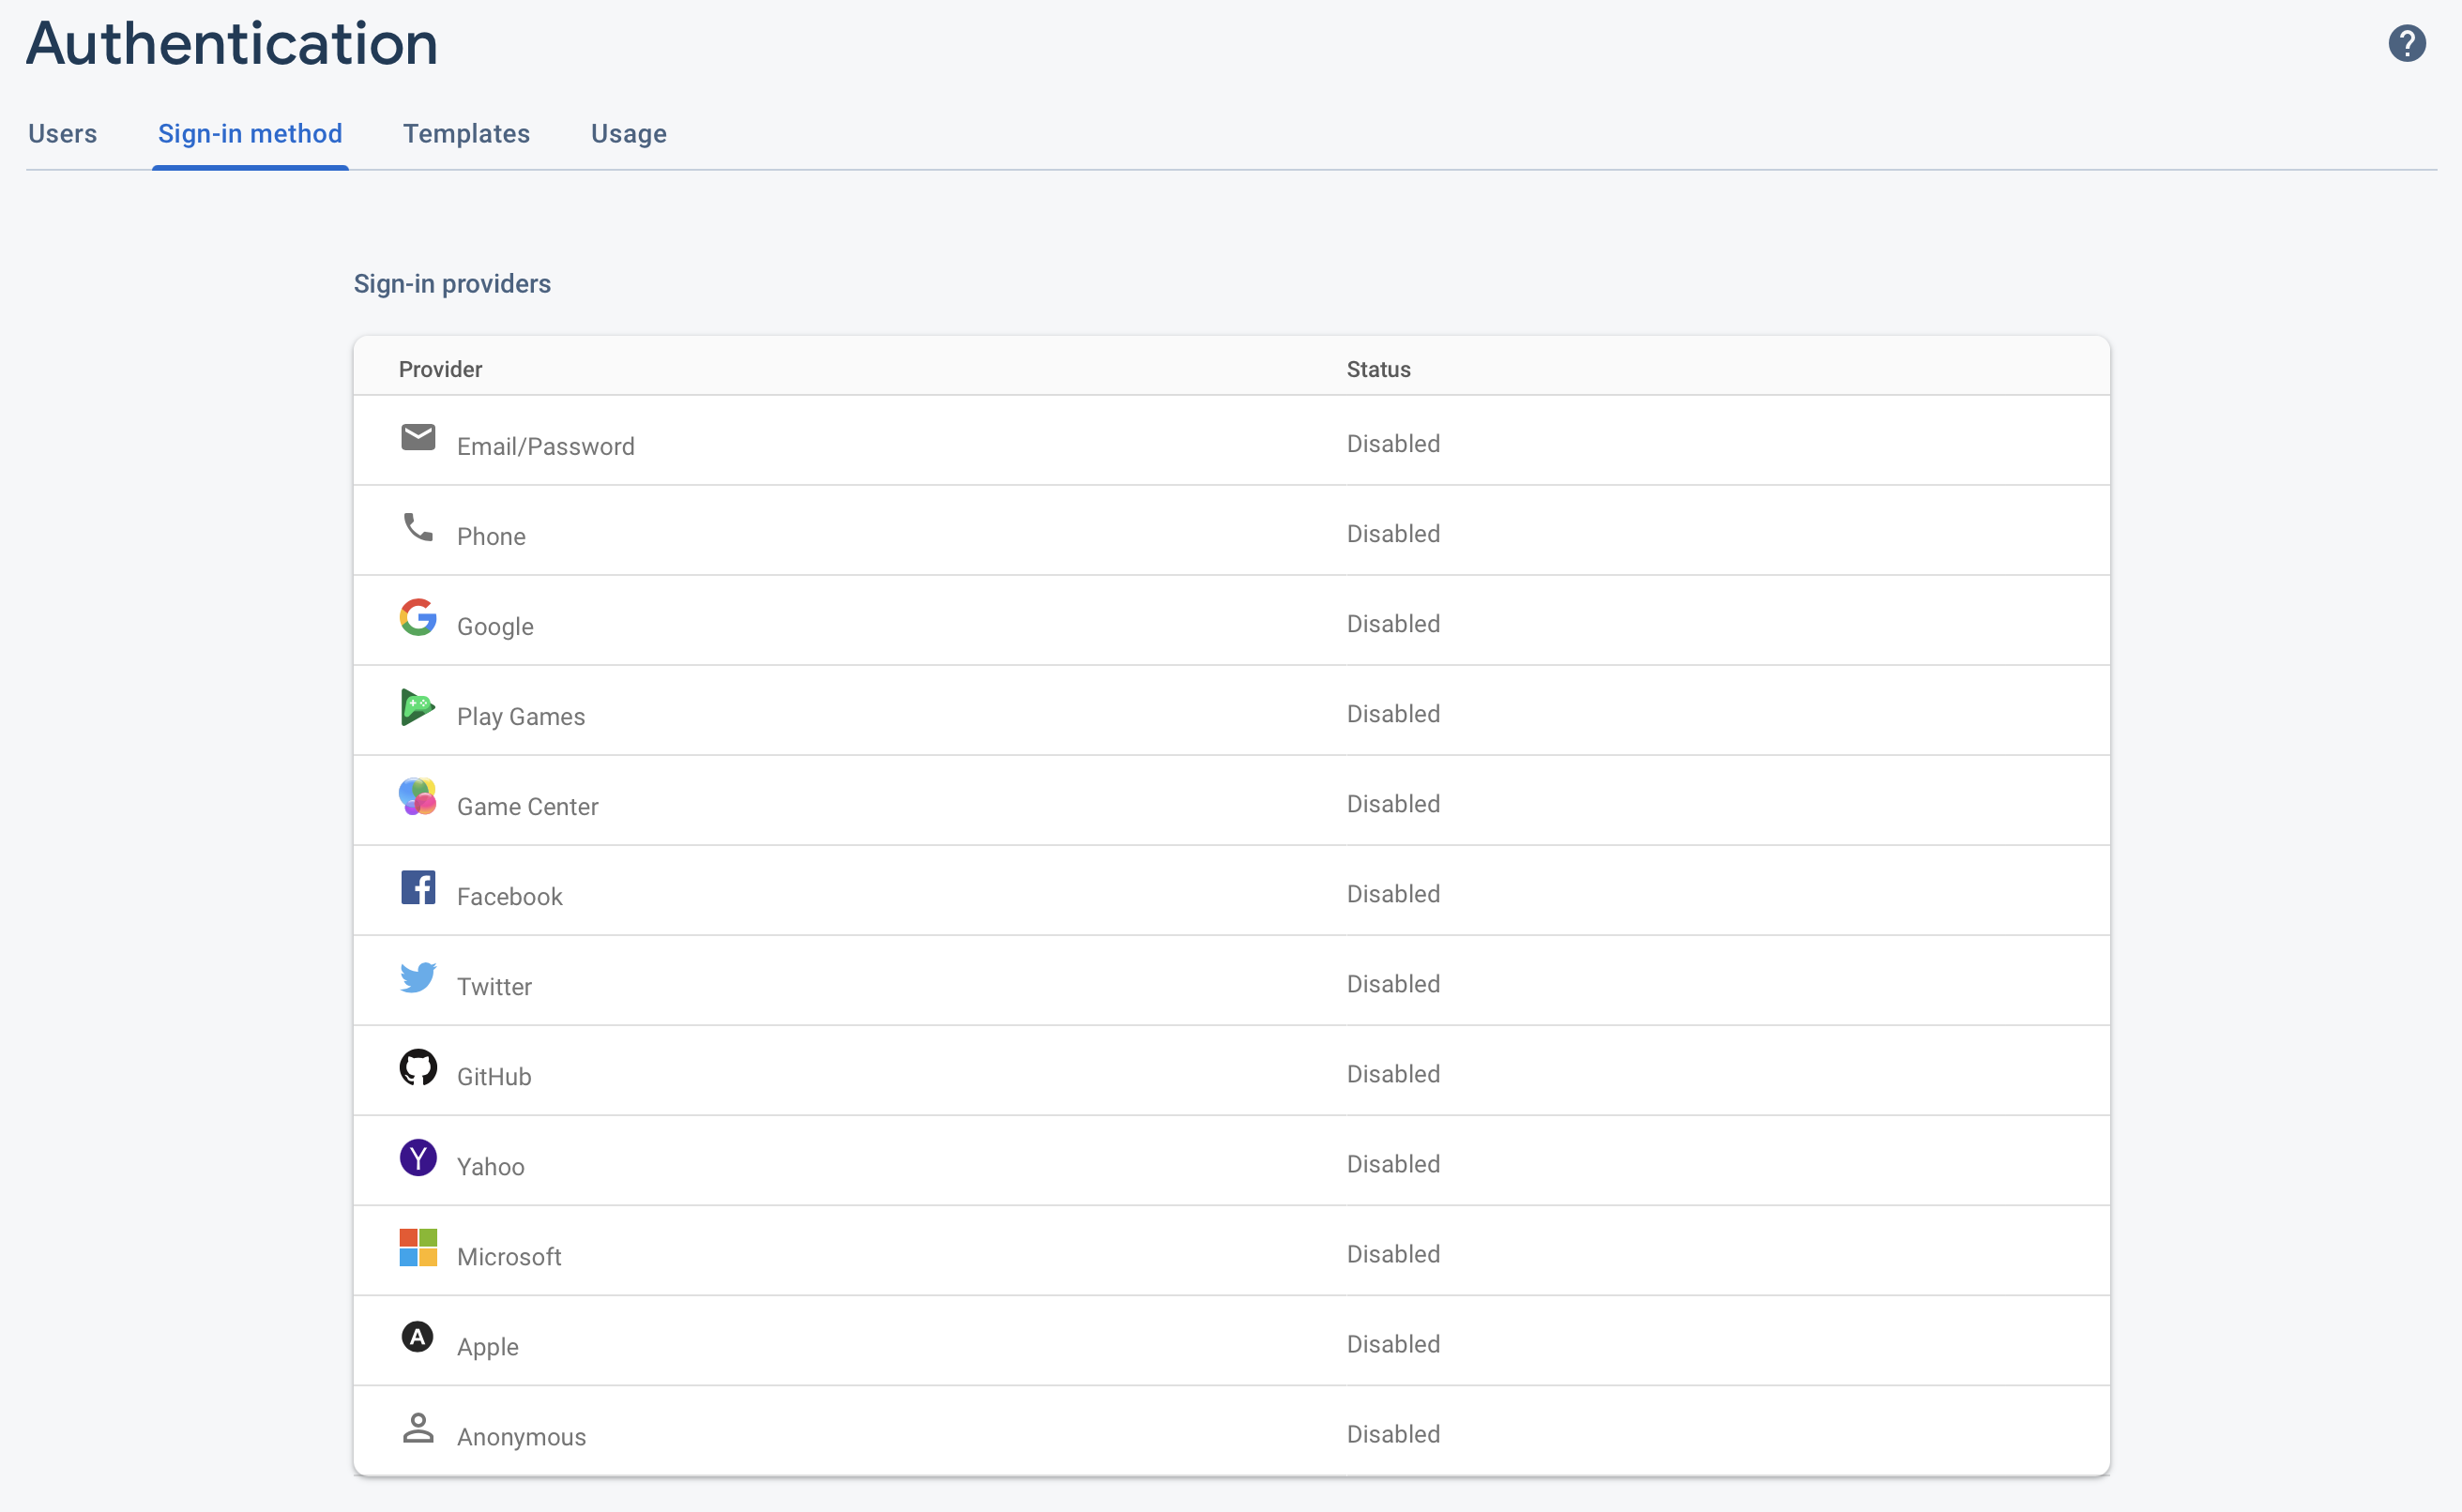 Authentication
Users Sign-in method Templates Usage
Sign-in providers
Provider Status
Email/Password Disabled
Phone Disabled
Google Disabled
Play Games Disabled
Game Center Disabled
Facebook Disabled
Twitter Disabled
GitHub Disabled
Yahoo Disabled
Microsoft Disabled
Apple Disabled
Anonymous Disabled